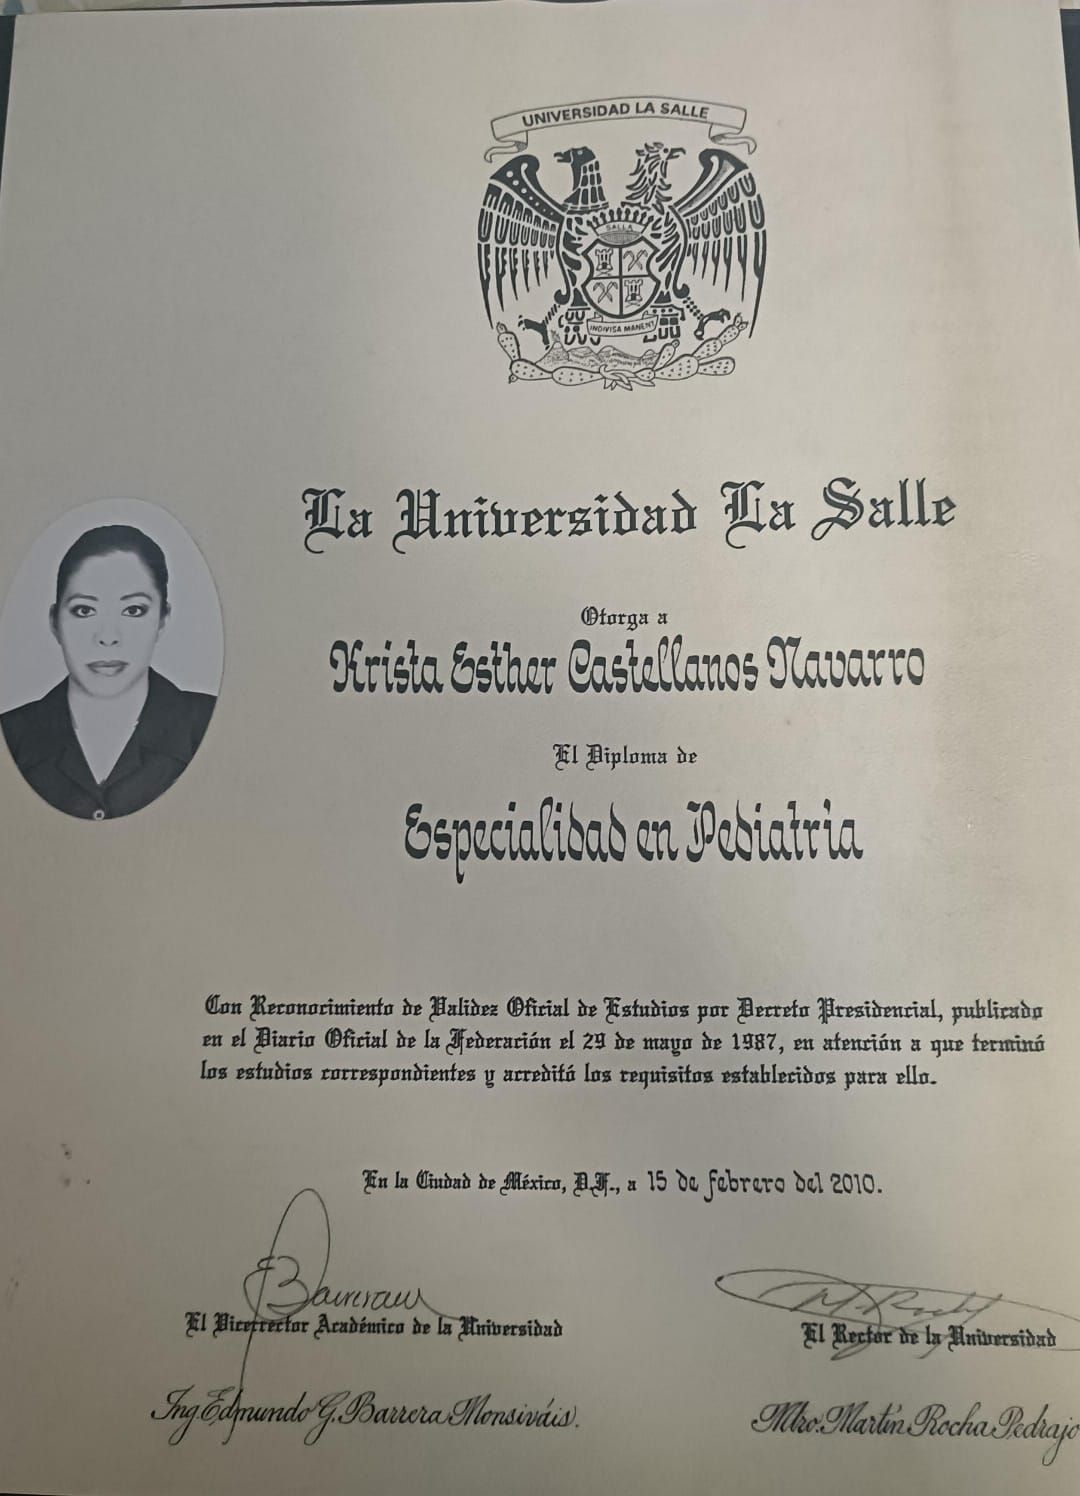 UNIVERSIDAD LA SALLE
SALLA
INDIVISA MANENT
La Universidad La Salle
Otorga a
Krista Esther Castellanos Navarro
El Diploma de
Especialidad en Pediatria
Con Reconocimiento de Validez Oficial de Estudios por Decreto Presidencial, publicado
en el Diario Oficial de la Federación el 29 de mayo de 1987, en atención a que terminó
los estudios correspondientes y acreditó los requisitos establecidos para ello.
En la Ciudad de México, D.F., a 15 de febrero del 2010.
El Vicerrector Académico de la Universidad
El Rector de la Universidad
Ing Edmundo G. Barrera Monsiváis.
Mtro. Martín Rocha Pedrajo